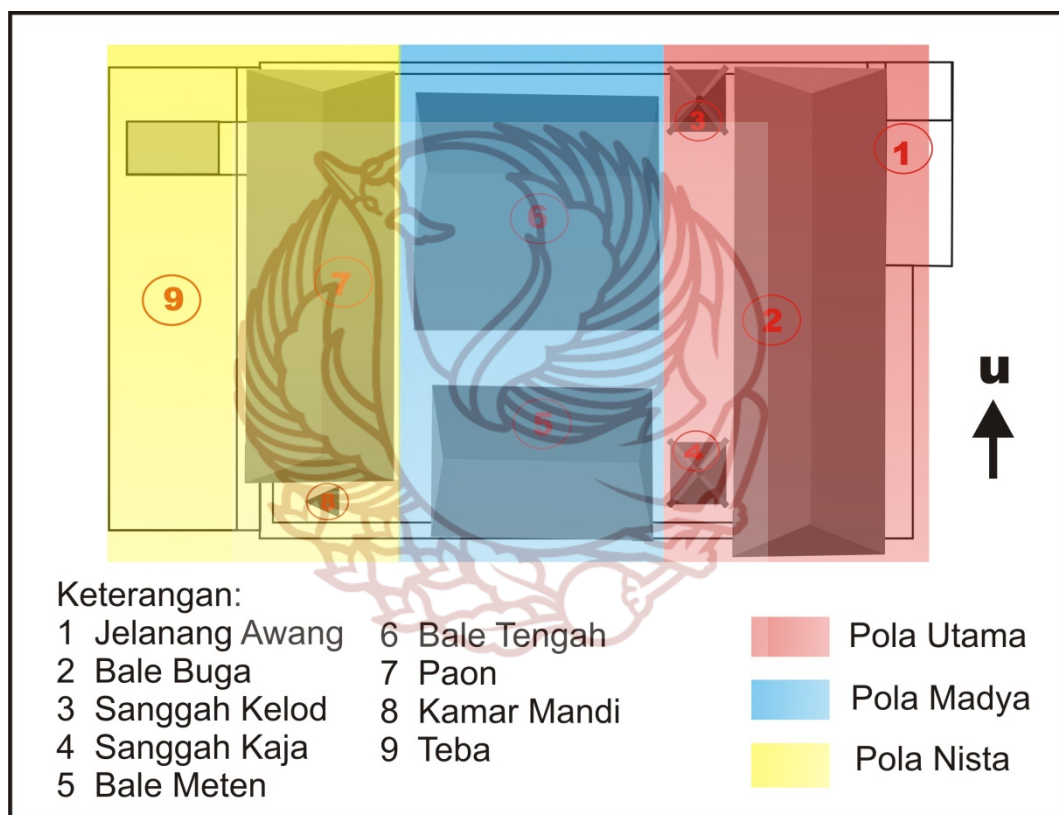 3
1
6
7
9
2
u
5
4
8
Keterangan:
1 Jelanang Awang
2 Bale Buga
3 Sanggah Kelod
4 Sanggah Kaja
5 Bale Meten
6 Bale Tengah
7 Paon
8 Kamar Mandi
9 Teba
Pola Utama
Pola Madya
Pola Nista